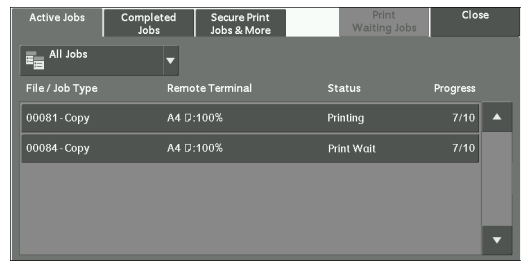 Active Jobs
Completed
Jobs
Secure Print
Jobs & More
Print
Waiting Jobs
Close
All Jobs
File / Job Type Remote Terminal Status Progress
00081 - Copy A4 :100% Printing 7/10
00084 - Copy A4 :100% Print Wait 7/10